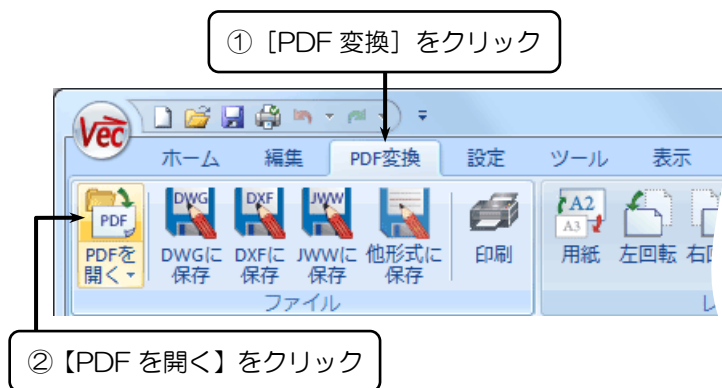 ① [PDF 変換] をクリック
Vec
ホーム 編集 PDF変換 設定 ツール 表示
PDF DWG DXF JWW A2
A3
PDFを DWGに DXFに JWWに 他形式に 印刷 用紙 左回転
開く 保存 保存 保存 保存
ファイル
②【PDF を開く】をクリック